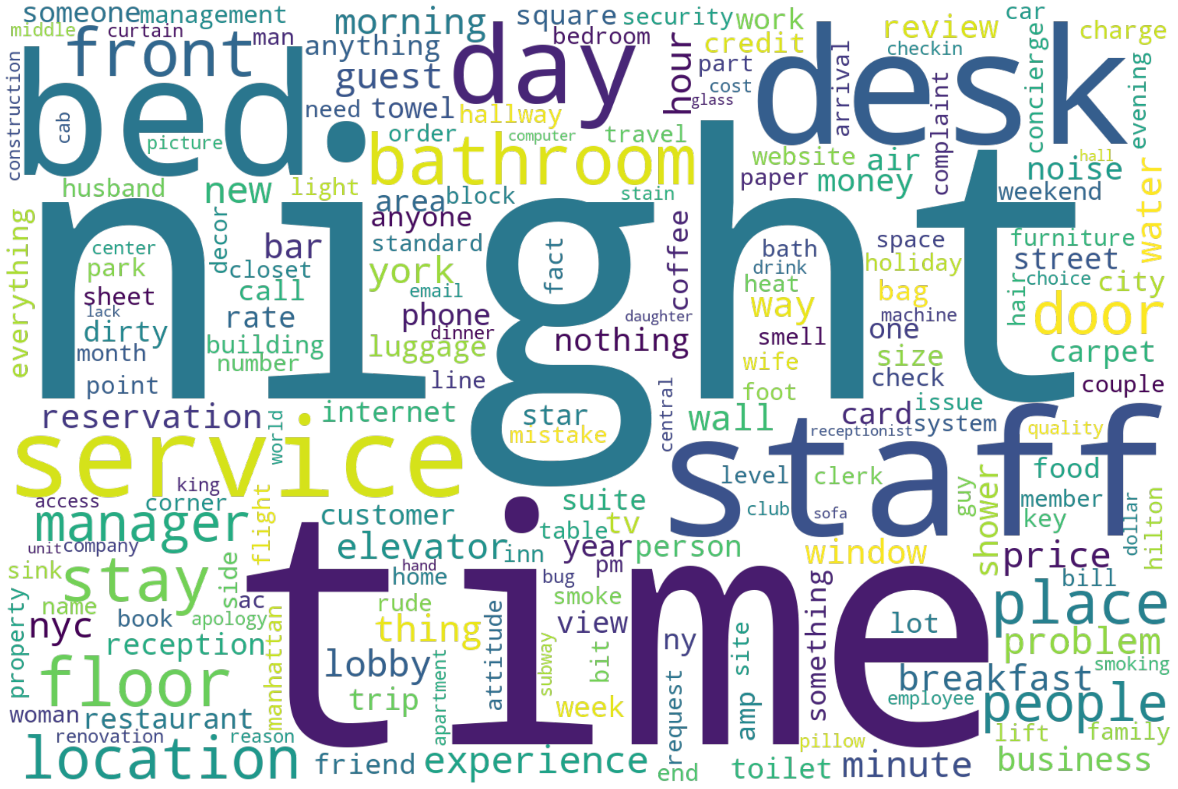 someone
management
middle
curtain
man
front
morning
anything
guest
need
towel
square
bedroom
day
security
hour
part
cost
glass
work
credit
review
checkin
car
charge
concierger
evening
desk
arrival
complaint
construction
bed
cab
picture
hallway
order
computer
travel
bathroom
website
air
hall
noise
paper
money
weekend
water
husband
new
light
area
block
stain
anyone
standard
everything
center
park
decor
bar
closet
call
york
email
fact
coffee
bath
drink
space
holiday
furniture
street
choice
city
hair
night
sheet
lack
dirty
month
rate
building
number
point
phone
dinner
luggage
line
daughter
nothing
heat
way
smell
wife
foot
bag
machine
one
size
check
door
carpet
couple
reservation
internet
star
mistake
central
wall
card
issue
system
receptionist
quality
service
world
staff
level
clerk
club
sofa
guy
food
member
key
dollar
hilton
king
access
corner
manager
flight
customer
suite
table
tv
unit
company
elevator
inn
year
person
pm
window
shower
price
bill
sink
stay
side
hand
home
bug
time
property
name
book
apology
ac
rude
smoke
nyc
reception
manhattan
thing
attitude
view
ny
something
lot
place
problem
floor
lobby
subway
bit
site
breakfast
smoking
trip
apartment
week
request
amp
employee
people
woman
restaurant
renovation
reason
pillow
lift
family
location
friend
experience
end
toilet
minute
business